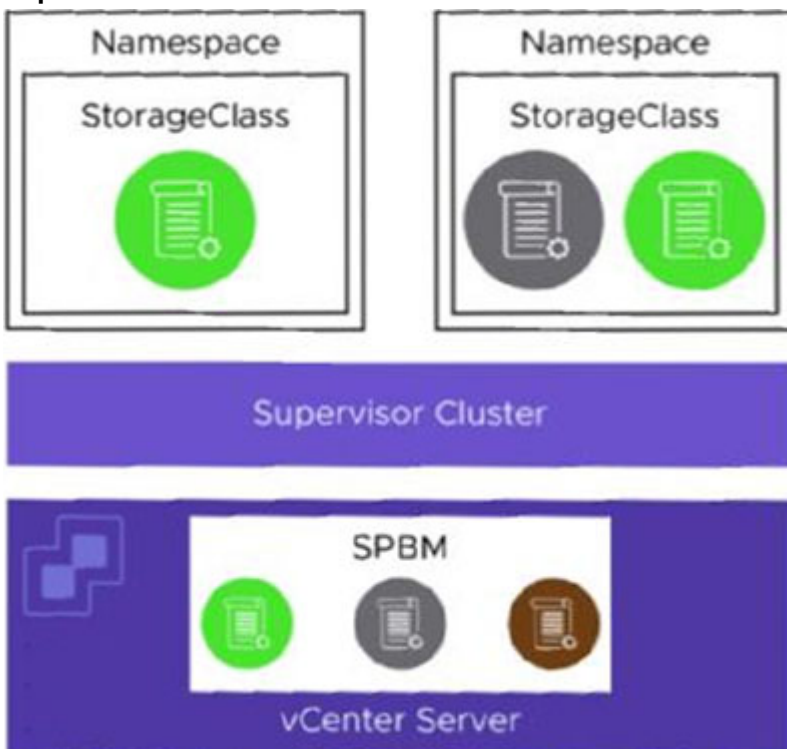 Namespace
StorageClass
Namespace
StorageClass
Supervisor Cluster
SPBM
vCenter Server